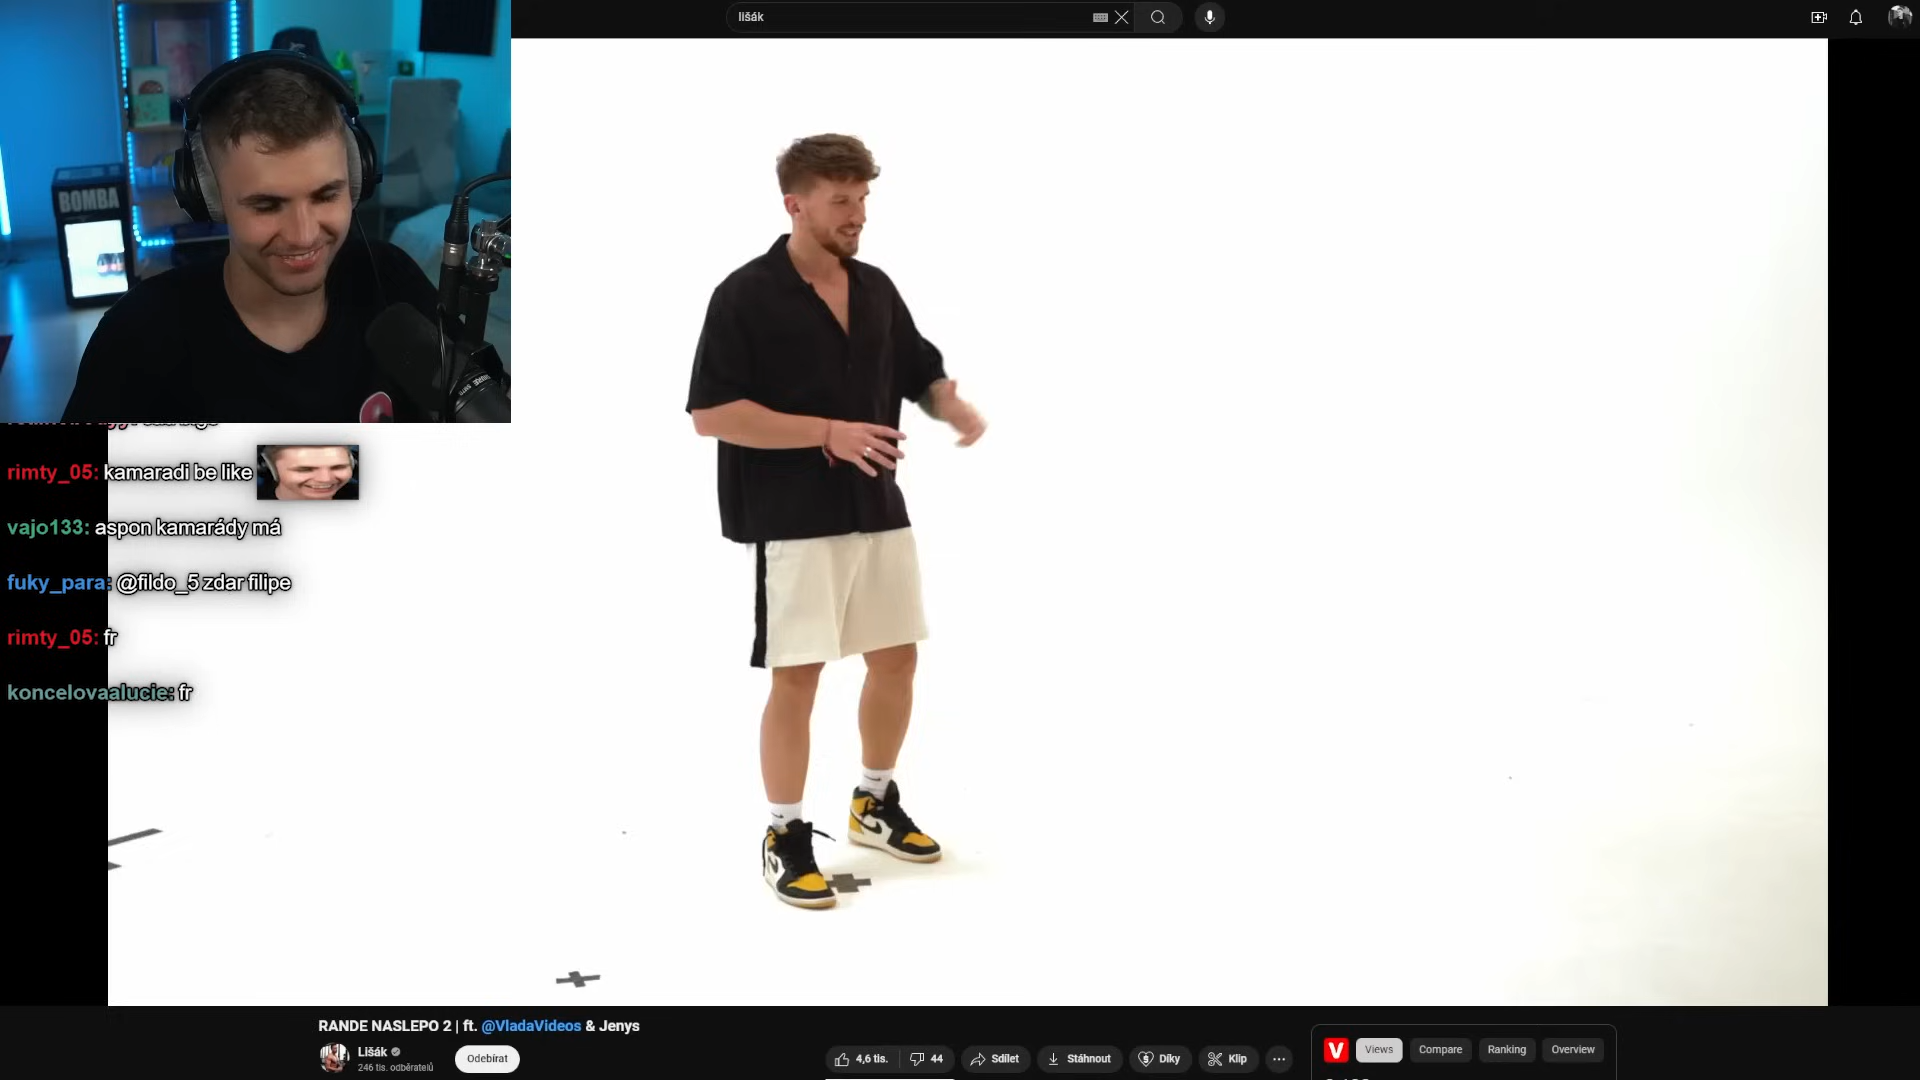 lišák
BOMBA
rimty_05: kamaradi be like
vajo133: aspon kamarády má
fuky_para: @fildo_5 zdar filipe
rimty_05: fr
koncelovaalucie: fr
RANDE NASLEPO 2 | ft. @VladaVideos & Jenys
Lišák
246 tis. odběratelů
Odebírat
4,6 tis.
44
Sdílet
Stáhnout
Díky
Klip
Views
Compare
Ranking
Overview